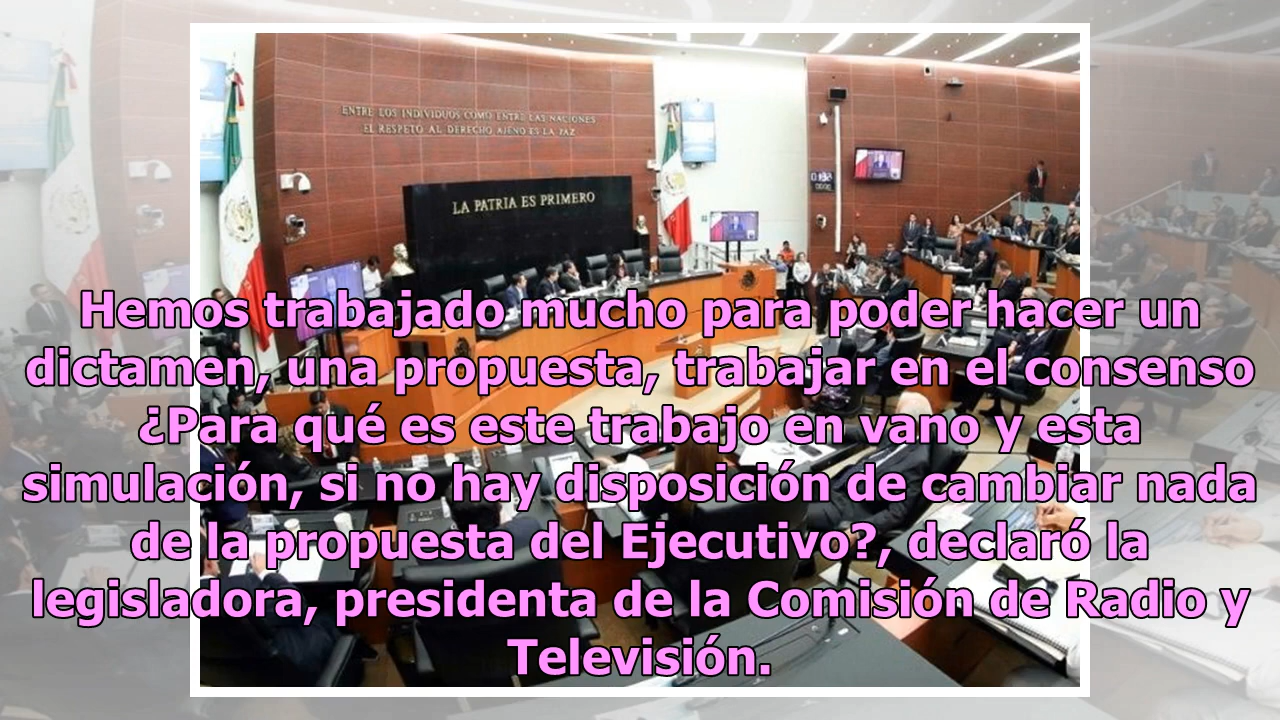 ENTRE LOS INDIVIDUOS COMO ENTRE LAS NACIONES
EL RESPETO AL DERECHO AJENO ES LA PAZ
LA PATRIA ES PRIMERO
Hemos trabajado mucho para poder hacer un
dictamen, una propuesta, trabajar en el consenso
¿Para qué es este trabajo en vano y esta
simulación, si no hay disposición de cambiar nada
de la propuesta del Ejecutivo?, declaró la
legisladora, presidenta de la Comisión de Radio y
Televisión.